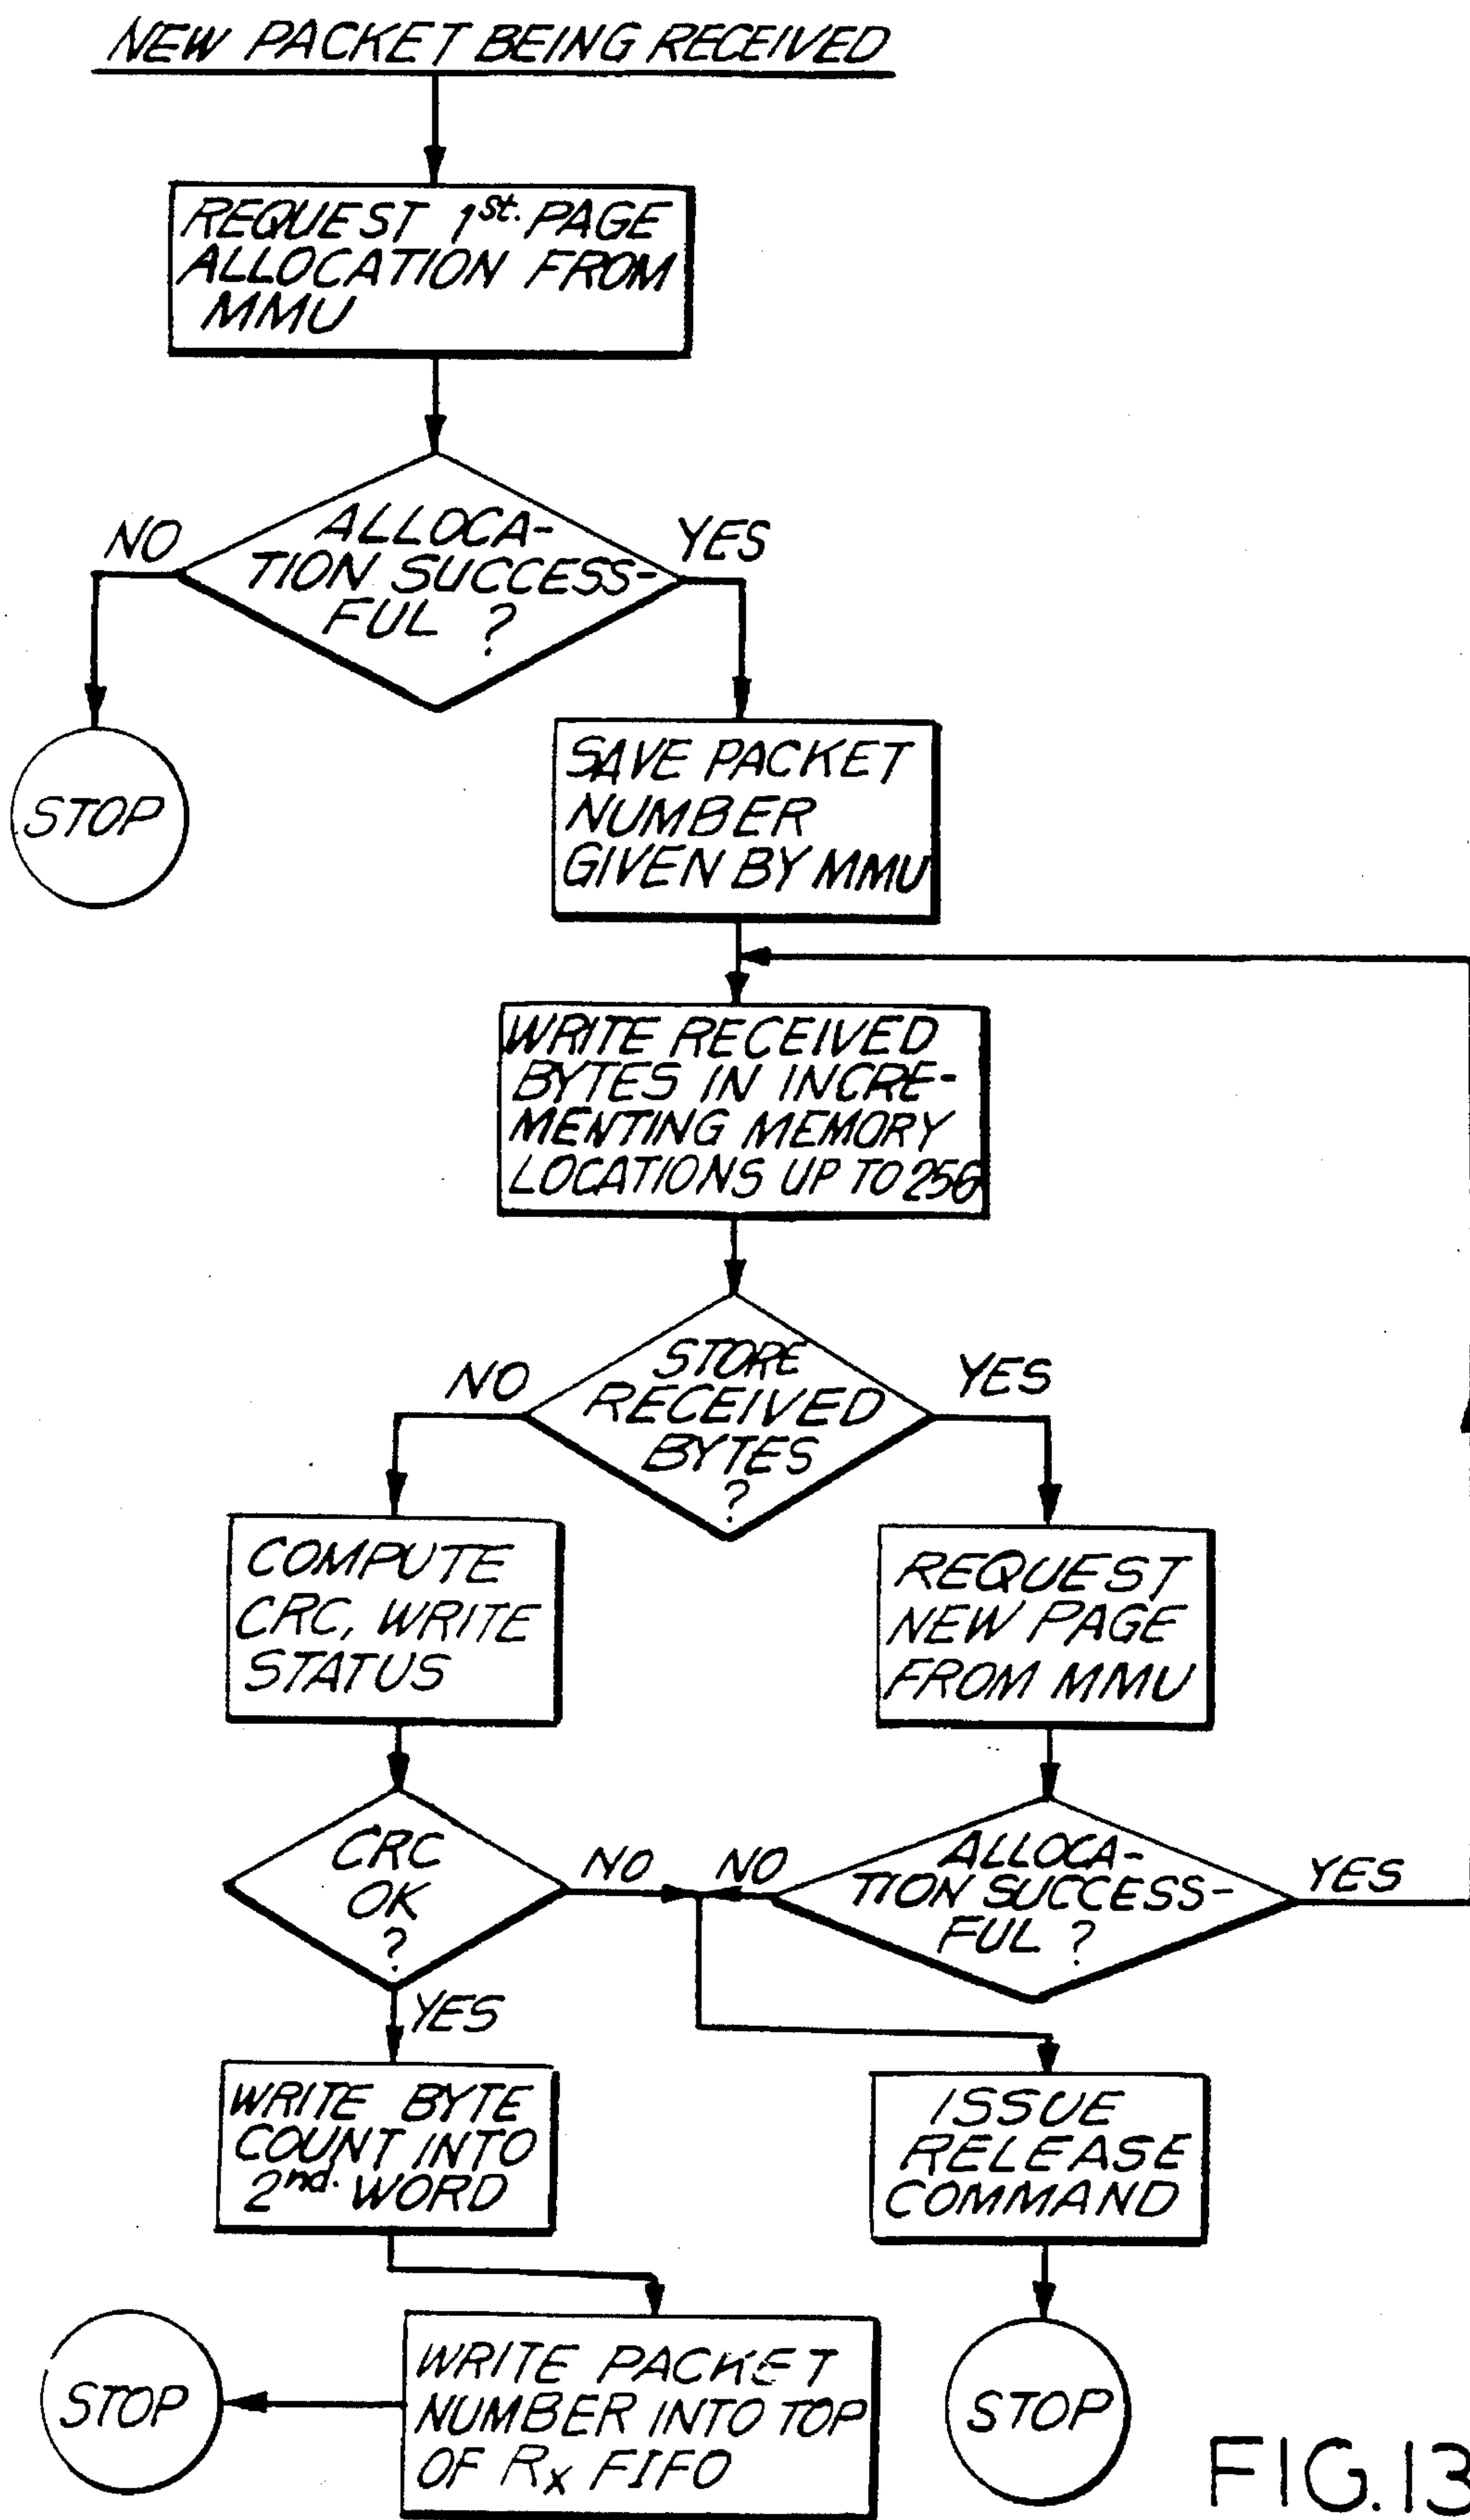 NEW PACKET BEING RECEIVED
REQUEST 1st. PAGE
ALLOCATION FROM
MMU
NO
ALLOCA-
TION SUCCESS-
FUL ?
YES
STOP
SAVE PACKET
NUMBER
GIVEN BY MMU
WRITE RECEIVED
BYTES IN INCRE-
MENTING MEMORY
LOCATIONS UP TO 256
NO
STORE
RECEIVED
BYTES
?
YES
COMPUTE
CRC, WRITE
STATUS
REQUEST
NEW PAGE
FROM MMU
CRC
OK
?
NO
NO
ALLOCA-
TION SUCCESS-
FUL ?
YES
YES
WRITE BYTE
COUNT INTO
2nd. WORD
ISSUE
RELEASE
COMMAND
STOP
WRITE PACKET
NUMBER INTO TOP
OF Rx FIFO
STOP
FIG.13